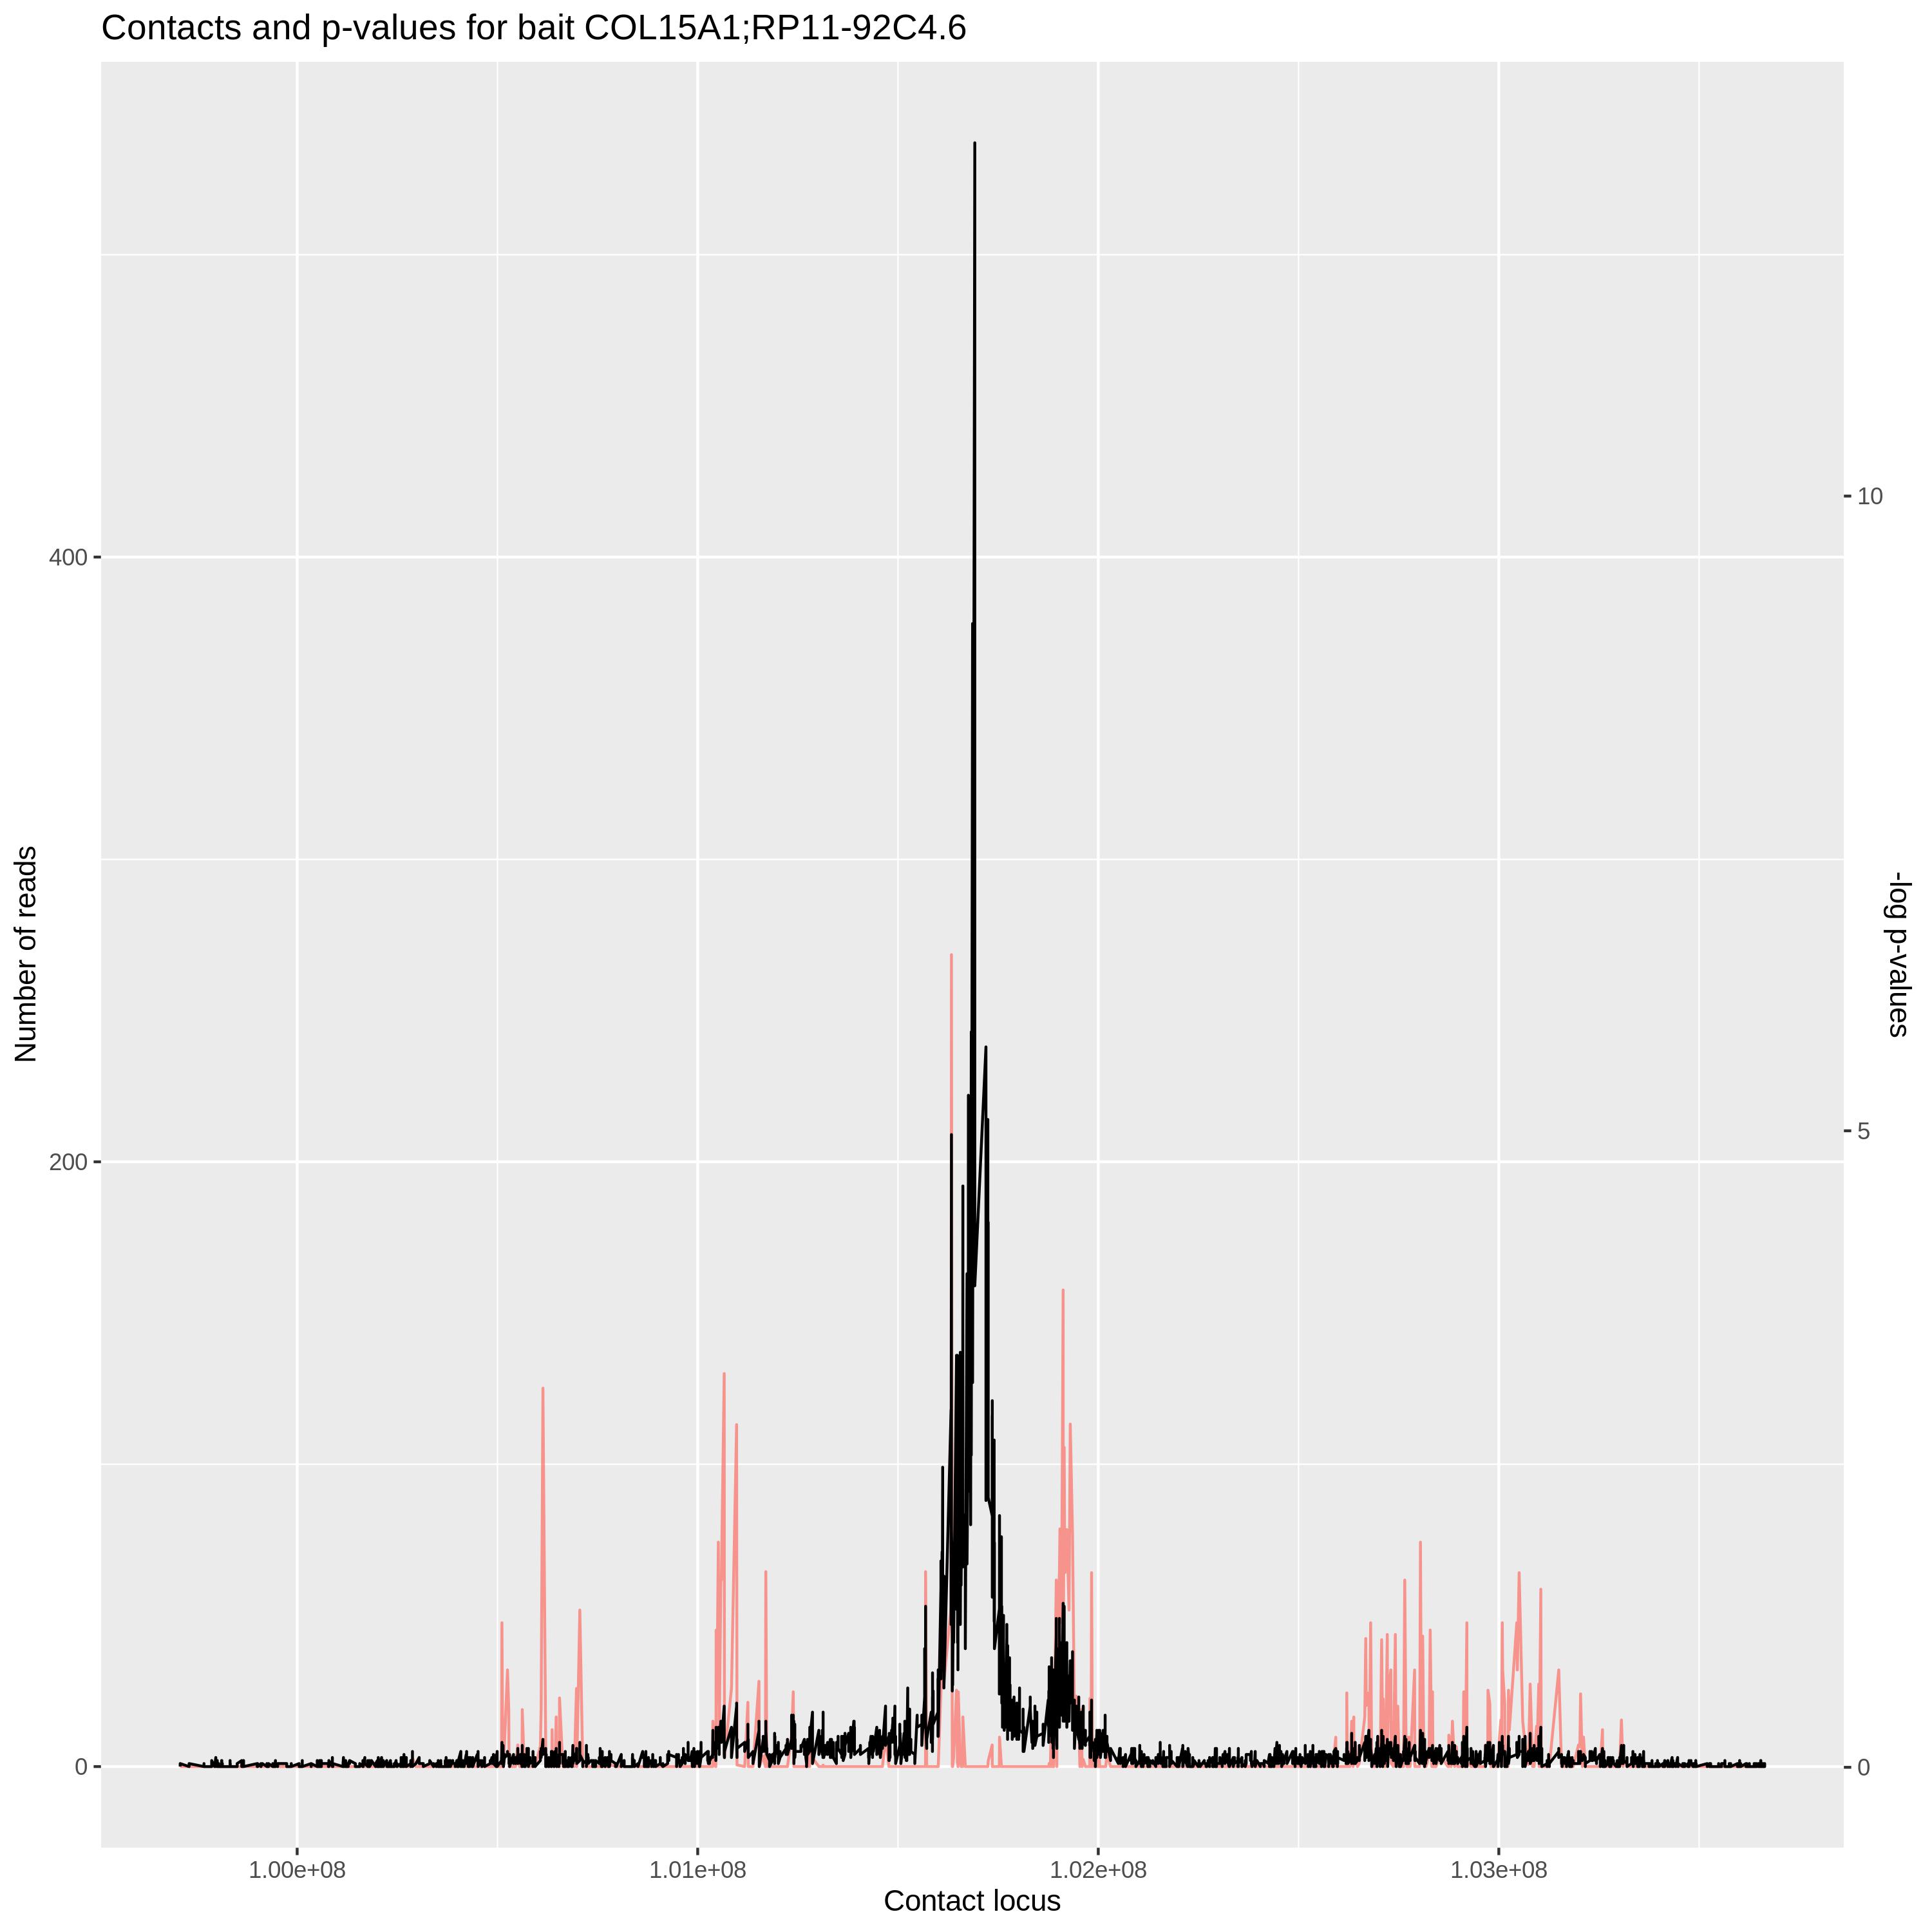 Contacts and p-values for bait COL15A1;RP11-92C4.6
Number of reads
400
200
0
10
5
0
-log p-values
1.00e+08
1.01e+08
1.02e+08
1.03e+08
Contact locus